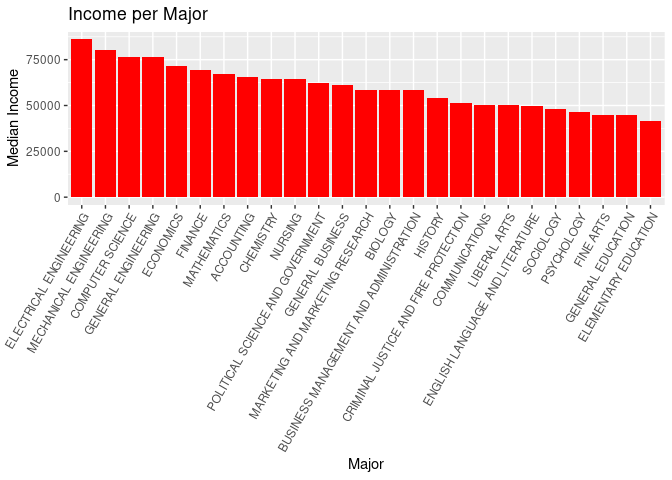 Income per Major
Median Income
75000
50000
25000
0
ELECTRICAL ENGINEERING
MECHANICAL ENGINEERING
COMPUTER SCIENCE
GENERAL ENGINEERING
ECONOMICS
FINANCE
MATHEMATICS
ACCOUNTING
CHEMISTRY
NURSING
POLITICAL SCIENCE AND GOVERNMENT
GENERAL BUSINESS
MARKETING AND MARKETING RESEARCH
BIOLOGY
BUSINESS MANAGEMENT AND ADMINISTRATION
HISTORY
CRIMINAL JUSTICE AND FIRE PROTECTION
COMMUNICATIONS
LIBERAL ARTS
ENGLISH LANGUAGE AND LITERATURE
SOCIOLOGY
PSYCHOLOGY
FINE ARTS
GENERAL EDUCATION
ELEMENTARY EDUCATION
Major